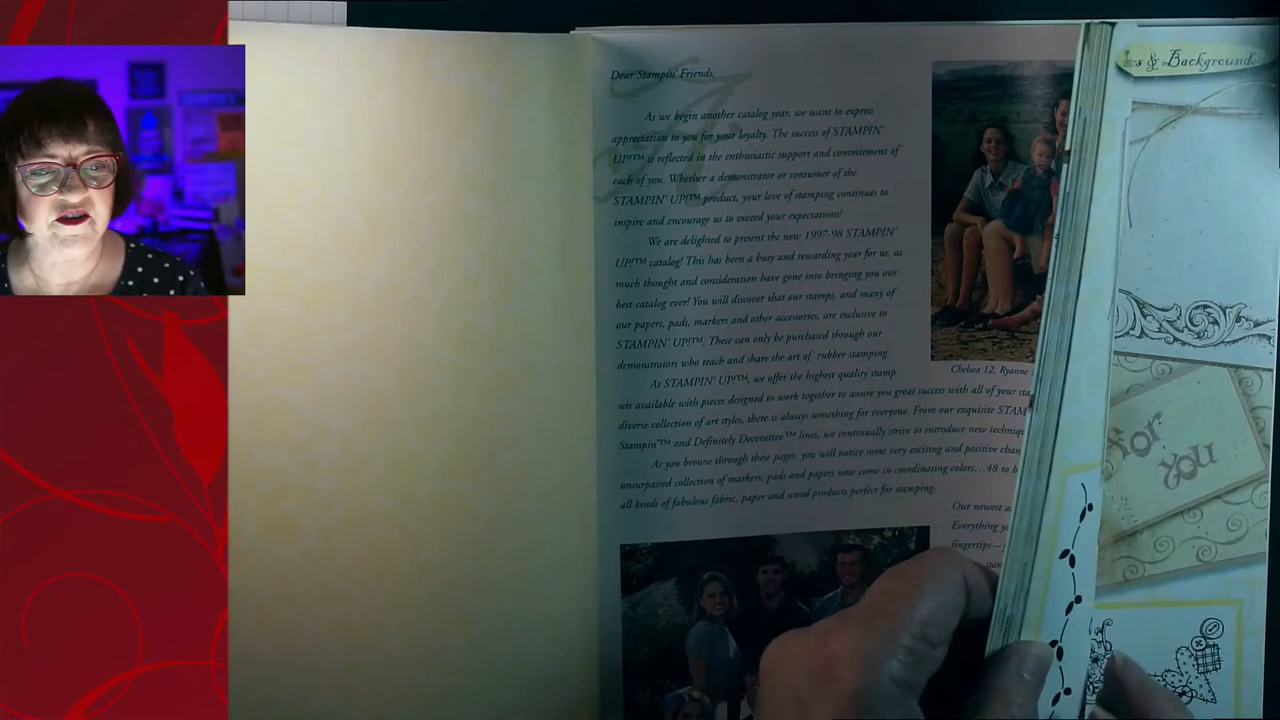 Dear Stampin' Friends,
As we begin another catalog year, we want to express
appreciation to you for your loyalty. The success of STAMPIN'
UP!™ is reflected in the enthusiastic support and commitment of
each of you. Whether a demonstrator or consumer of the
STAMPIN' UP!™ product, your love of stamping continues to
inspire and encourage us to exceed your expectations!
We are delighted to present the new 1997-98 STAMPIN'
UP!™ catalog! This has been a busy and rewarding year for us, as
much thought and consideration have gone into bringing you our
best catalog ever! You will discover that our stamps, and many of
our papers, pads, markers and other accessories, are exclusive to
STAMPIN' UP!™. These can only be purchased through our
demonstrators who teach and share the art of rubber stamping.
At STAMPIN' UP!™, we offer the highest quality stamp
sets available with pieces designed to work together to assure you great success with all of your sta
diverse collection of art styles, there is always something for everyone. From our exquisite STAM
Stampin'™ and Definitely Decorative™ lines, we continually strive to introduce new techniqu
As you browse through these pages, you will notice some very exciting and positive chan
unsurpassed collection of markers, pads and papers now come in coordinating colors…48 to b
all kinds of fabulous fabric, paper and wood products perfect for stamping.
Chelsea 12, Ryanne
Our newest a
Everything y
fingertips—
& Backgrounds
for
you